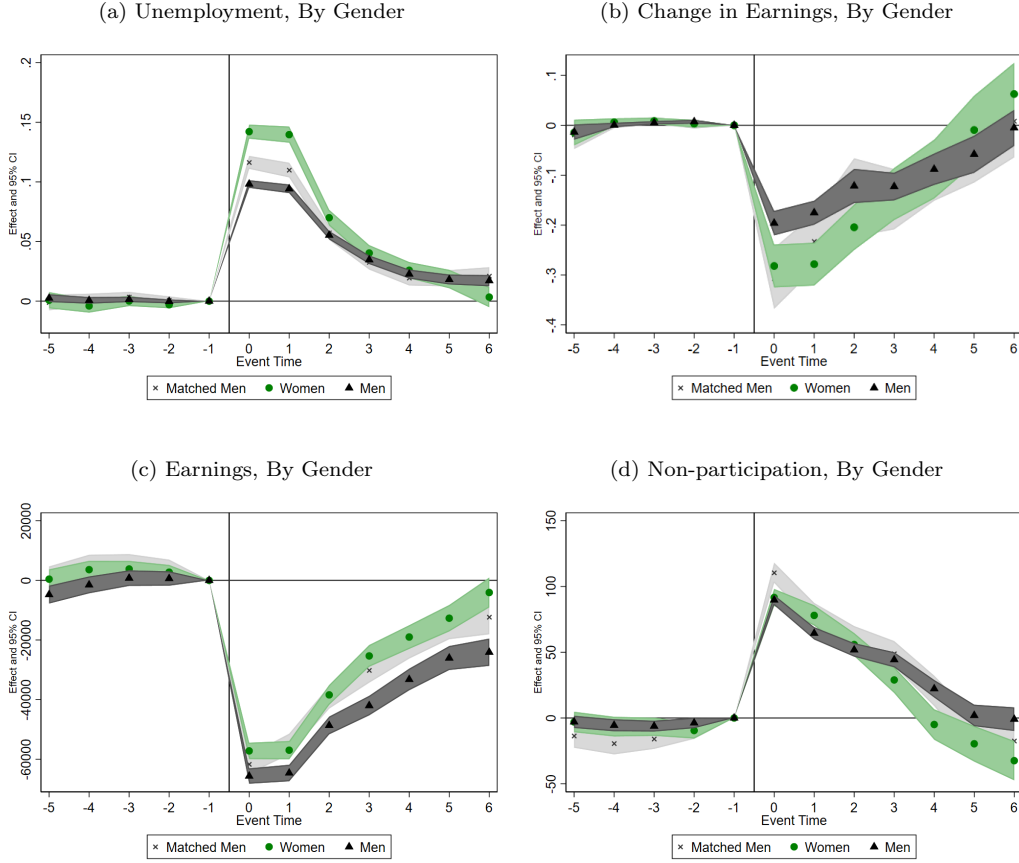 (a) Unemployment, By Gender
Effect and 95% CI
.2
.15
.1
.05
0
-5 -4 -3 -2 -1 0 1 2 3 4 5 6
Event Time
× Matched Men ● Women ▲ Men
(b) Change in Earnings, By Gender
Effect and 95% CI
.1
0
-.1
-.2
-.3
-.4
-5 -4 -3 -2 -1 0 1 2 3 4 5 6
Event Time
× Matched Men ● Women ▲ Men
(c) Earnings, By Gender
Effect and 95% CI
20000
0
-20000
-40000
-60000
-5 -4 -3 -2 -1 0 1 2 3 4 5 6
Event Time
× Matched Men ● Women ▲ Men
(d) Non-participation, By Gender
Effect and 95% CI
150
100
50
0
-50
-5 -4 -3 -2 -1 0 1 2 3 4 5 6
Event Time
× Matched Men ● Women ▲ Men